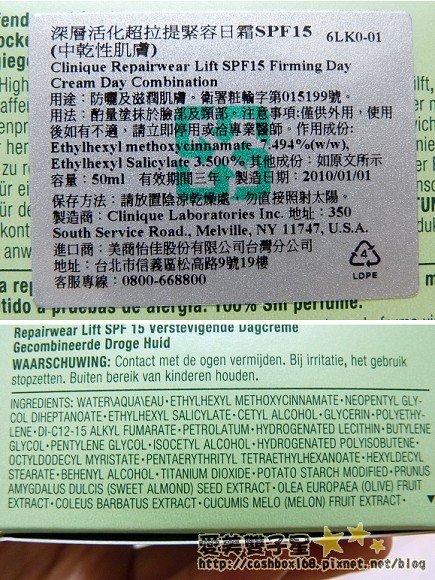 深層活化超拉提緊容日霜SPF15 6LK0-01
(中乾性肌膚)
Clinique Repairwear Lift SPF15 Firming Day
Cream Day Combination
用途：防曬及滋潤肌膚。衛署粧輸字第015199號。
用法：酌量塗抹於臉部及頸部。注意事項:僅供外用，使用
後如有不適，請立即停用或洽專業醫師。作用成份:
Ethylhexyl methoxycinnamate 7.494%(w/w),
Ethylhexyl Salicylate 3.500% 其他成份：如原文所示
容量：50ml 有效期間三年。製造日期：2010/01/01
保存方法：請放置陰涼乾燥處，勿直接照射太陽。
製造商：Clinique Laboratories Inc. 地址：350
South Service Road., Melville, NY 11747, U.S.A.
進口商：美商怡佳股份有限公司台灣分公司
地址：台北市信義區松高路9號19樓
客服專線：0800-668800
4
LDPE
etido a pruebas de alergia. 100% Sin perfume.
Repairwear Lift SPF 15 Verstevigende Dagcrème
Gecombineerde Droge Huid
WAARSCHUWING: Contact met de ogen vermijden. Bij irritatie, het gebruik
stopzetten. Buiten bereik van kinderen houden.
INGREDIENTS: WATER\AQUA\EAU • ETHYLHEXYL METHOXYCINNAMATE • NEOPENTYL GLY-
COL DIHEPTANOATE • ETHYLHEXYL SALICYLATE • CETYL ALCOHOL • GLYCERIN • POLYETHY-
LENE • DI-C12-15 ALKYL FUMARATE • PETROLATUM • HYDROGENATED LECITHIN • BUTYLENE
GLYCOL • PENTYLENE GLYCOL • ISOCETYL ALCOHOL • HYDROGENATED POLYISOBUTENE •
OCTYLDODECYL MYRISTATE • PENTAERYTHRITYL TETRAETHYLHEXANOATE • HEXYLDECYL
STEARATE • BEHENYL ALCOHOL • TITANIUM DIOXIDE • POTATO STARCH MODIFIED • PRUNUS
AMYGDALUS DULCIS (SWEET ALMOND) SEED EXTRACT • OLEA EUROPAEA (OLIVE) FRUIT
EXTRACT • COLEUS BARBATUS EXTRACT • CUCUMIS MELO (MELON) FRUIT EXTRACT •
愛美雙子星
http://cashbox168.pixnet.net/blog